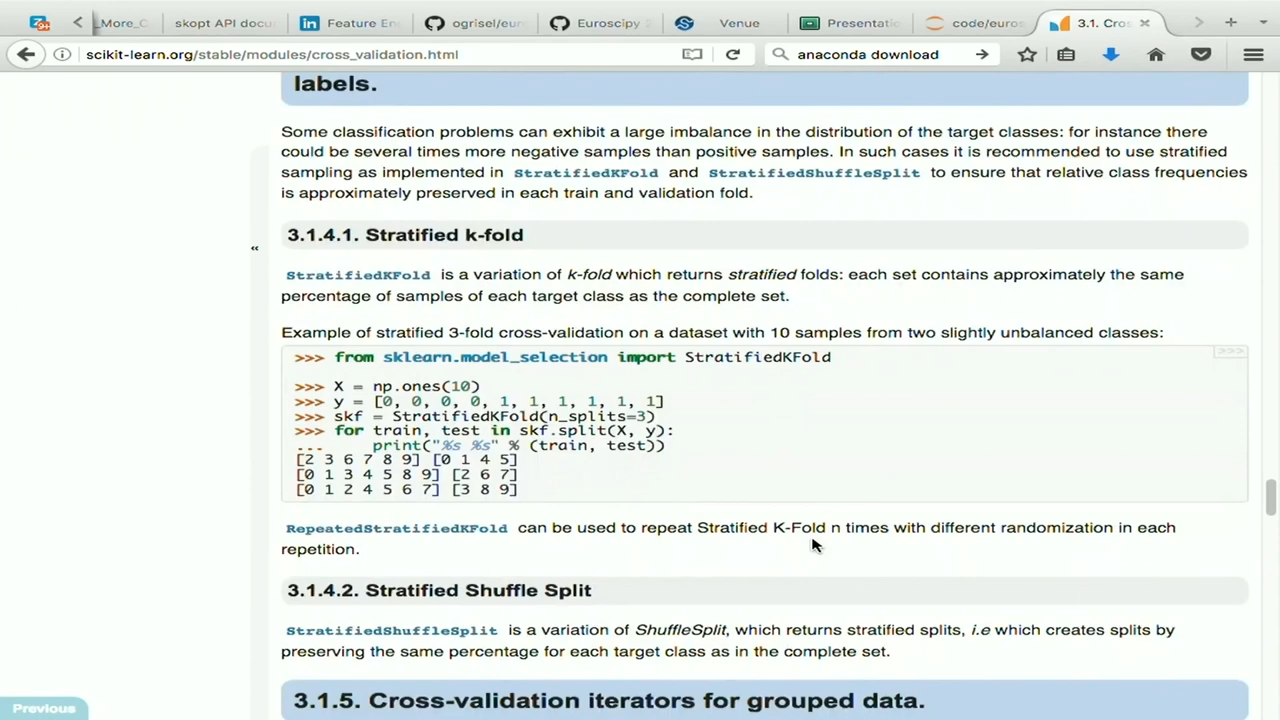 _More_C
skopt API docu
Feature En
ogrisel/eur
Euroscipy
Venue
Presentatio
code/euros
3.1. Cros
scikit-learn.org/stable/modules/cross_validation.html
anaconda download
labels.
Some classification problems can exhibit a large imbalance in the distribution of the target classes: for instance there
could be several times more negative samples than positive samples. In such cases it is recommended to use stratified
sampling as implemented in StratifiedKFold and StratifiedShuffleSplit to ensure that relative class frequencies
is approximately preserved in each train and validation fold.
3.1.4.1. Stratified k-fold
«
StratifiedKFold is a variation of k-fold which returns stratified folds: each set contains approximately the same
percentage of samples of each target class as the complete set.
Example of stratified 3-fold cross-validation on a dataset with 10 samples from two slightly unbalanced classes:
>>>
>>> from sklearn.model_selection import StratifiedKFold
>>> X = np.ones(10)
>>> y = [0, 0, 0, 0, 1, 1, 1, 1, 1, 1]
>>> skf = StratifiedKFold(n_splits=3)
>>> for train, test in skf.split(X, y):
...     print("%s %s" % (train, test))
[2 3 6 7 8 9] [0 1 4 5]
[0 1 3 4 5 8 9] [2 6 7]
[0 1 2 4 5 6 7] [3 8 9]
RepeatedStratifiedKFold can be used to repeat Stratified K-Fold n times with different randomization in each
repetition.
3.1.4.2. Stratified Shuffle Split
StratifiedShuffleSplit is a variation of ShuffleSplit, which returns stratified splits, i.e which creates splits by
preserving the same percentage for each target class as in the complete set.
3.1.5. Cross-validation iterators for grouped data.
Previous